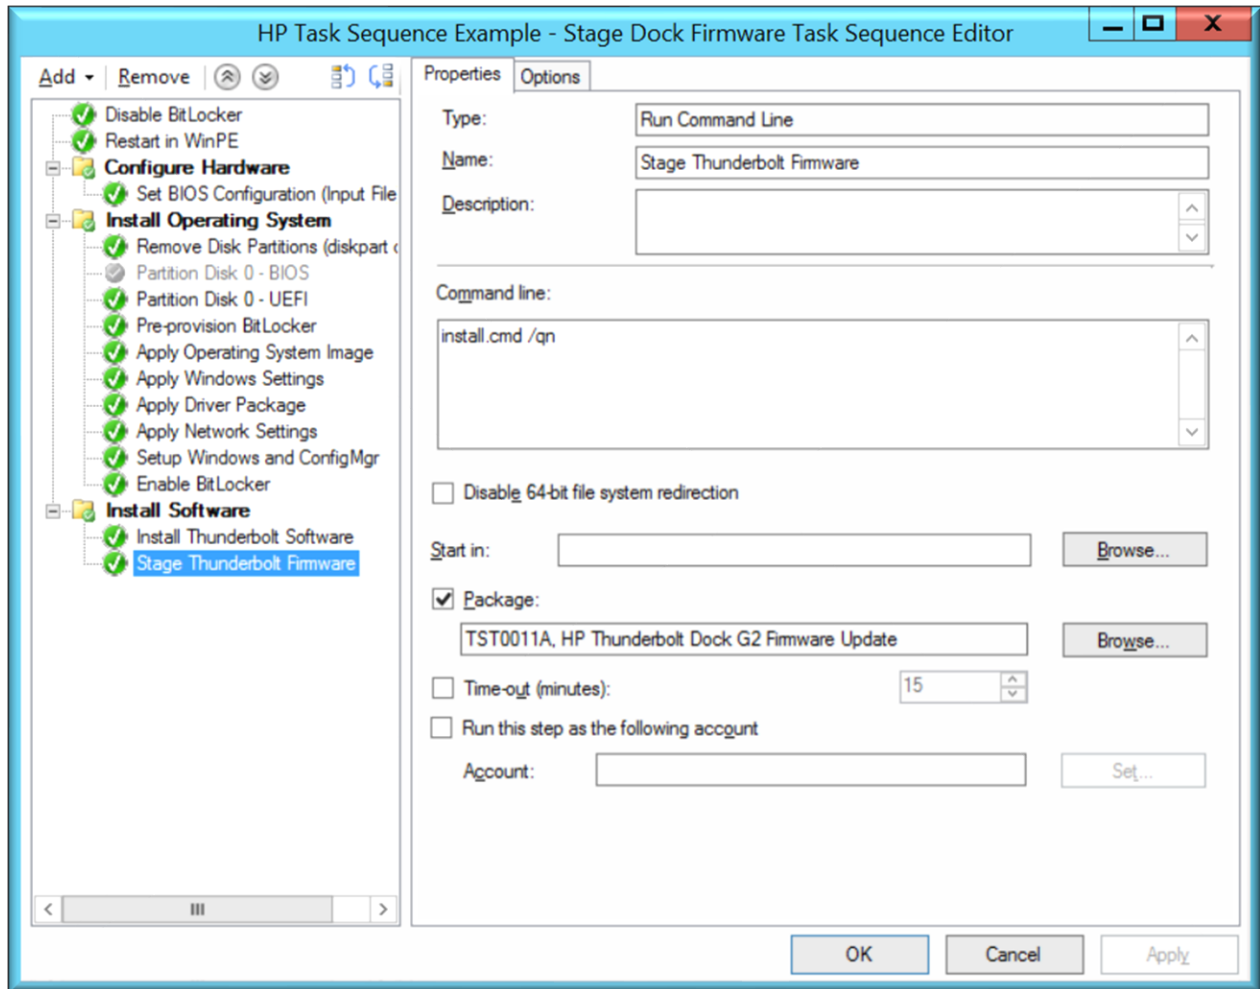 HP Task Sequence Example - Stage Dock Firmware Task Sequence Editor
Add
Remove
Disable BitLocker
Restart in WinPE
Configure Hardware
Set BIOS Configuration (Input File
Install Operating System
Remove Disk Partitions (diskpart c
Partition Disk 0 - BIOS
Partition Disk 0 - UEFI
Pre-provision BitLocker
Apply Operating System Image
Apply Windows Settings
Apply Driver Package
Apply Network Settings
Setup Windows and ConfigMgr
Enable BitLocker
Install Software
Install Thunderbolt Software
Stage Thunderbolt Firmware
Properties
Options
Type:
Run Command Line
Name:
Stage Thunderbolt Firmware
Description:
Command line:
install.cmd /qn
Disable 64-bit file system redirection
Start in:
Browse...
Package:
TST0011A, HP Thunderbolt Dock G2 Firmware Update
Browse...
Time-out (minutes):
15
Run this step as the following account
Account:
Set...
OK
Cancel
Apply